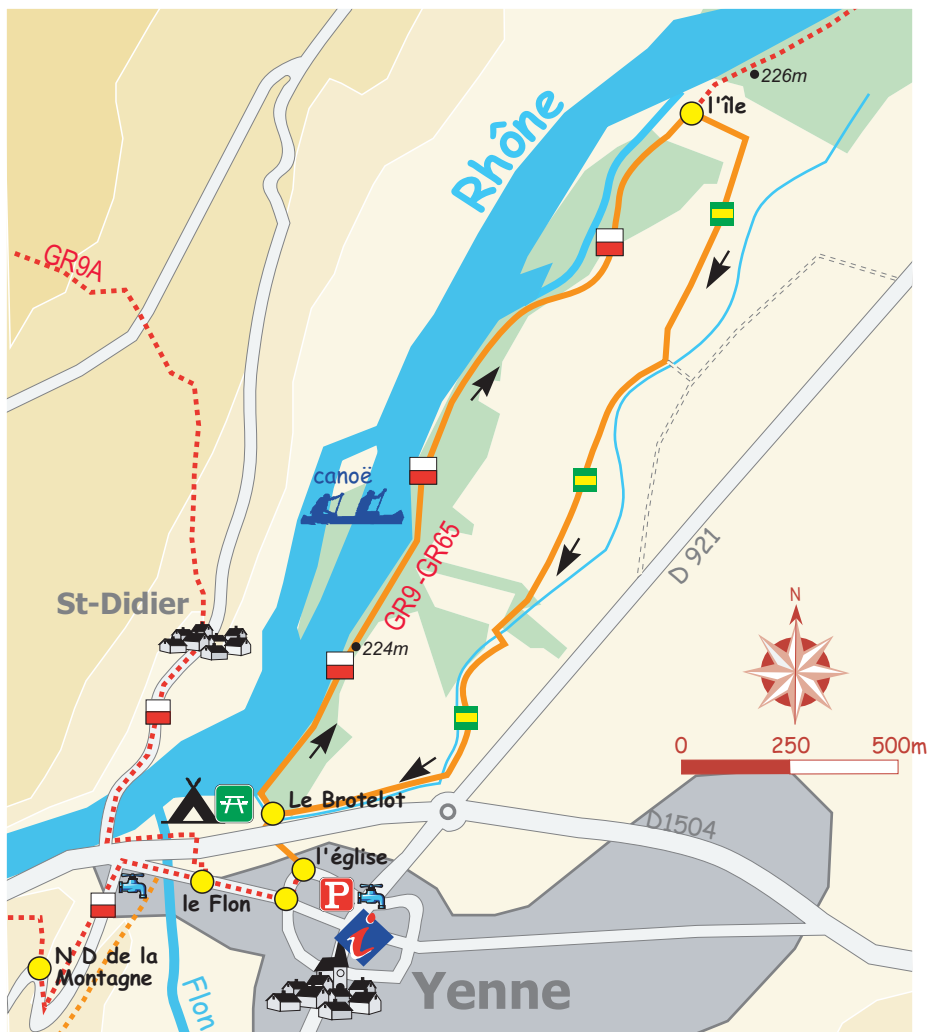 226m
l'île
Rhône
GR9A
canoë
D 921
GR9 -GR65
St-Didier
224m
N
0 250 500m
Le Brotelot
D1504
l'église
P
le Flon
i
N D de la
Montagne
Flon
Yenne